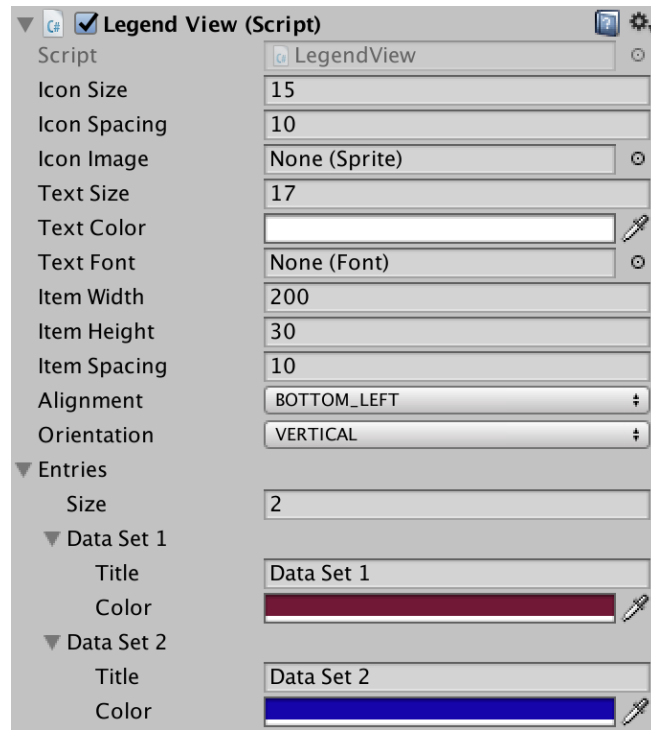 C# Legend View (Script)
Script LegendView
Icon Size 15
Icon Spacing 10
Icon Image None (Sprite)
Text Size 17
Text Color
Text Font None (Font)
Item Width 200
Item Height 30
Item Spacing 10
Alignment BOTTOM_LEFT
Orientation VERTICAL
Entries
Size 2
Data Set 1
Title Data Set 1
Color
Data Set 2
Title Data Set 2
Color